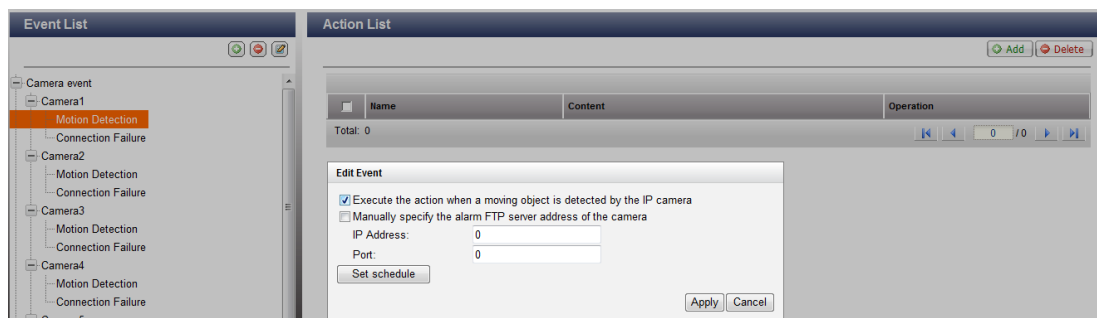 Event List
Camera event
Camera1
Motion Detection
Connection Failure
Camera2
Motion Detection
Connection Failure
Camera3
Motion Detection
Connection Failure
Camera4
Motion Detection
Connection Failure
Action List
Add Delete
Name Content Operation
Total: 0 0 / 0
Edit Event
Execute the action when a moving object is detected by the IP camera
Manually specify the alarm FTP server address of the camera
IP Address: 0
Port: 0
Set schedule
Apply Cancel